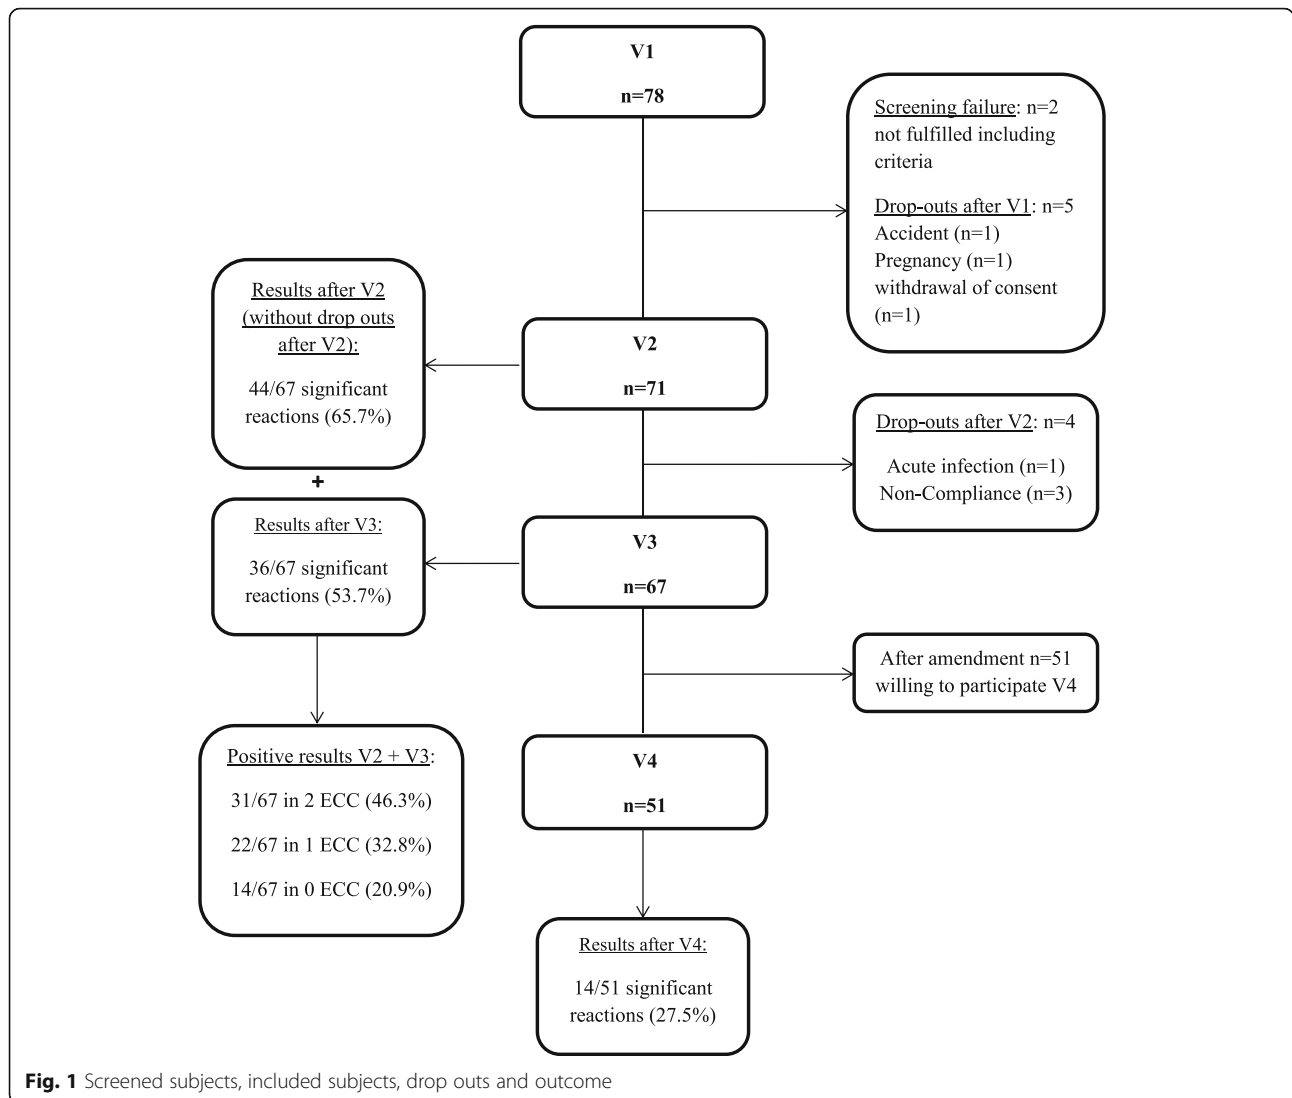 V1
n=78
Screening failure: n=2
not fulfilled including
criteria
Drop-outs after V1: n=5
Accident (n=1)
Pregnancy (n=1)
withdrawal of consent
(n=1)
Results after V2
(without drop outs
after V2):
44/67 significant
reactions (65.7%)
V2
n=71
Drop-outs after V2: n=4
Acute infection (n=1)
Non-Compliance (n=3)
+
Results after V3:
36/67 significant
reactions (53.7%)
V3
n=67
After amendment n=51
willing to participate V4
Positive results V2 + V3:
31/67 in 2 ECC (46.3%)
22/67 in 1 ECC (32.8%)
14/67 in 0 ECC (20.9%)
V4
n=51
Results after V4:
14/51 significant
reactions (27.5%)
Fig. 1 Screened subjects, included subjects, drop outs and outcome